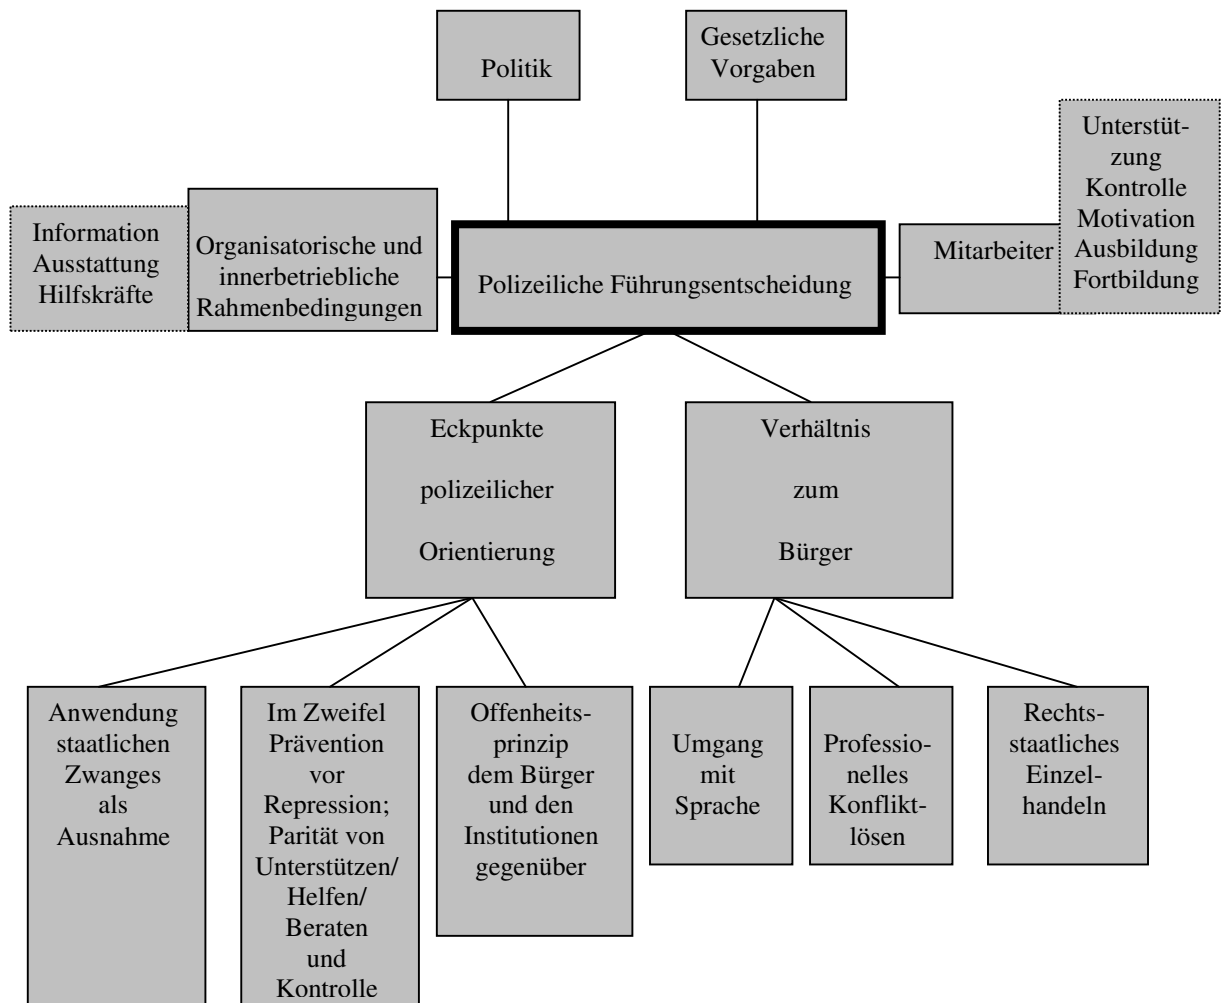 Politik
Gesetzliche
Vorgaben
Information
Ausstattung
Hilfskräfte
Organisatorische und
innerbetriebliche
Rahmenbedingungen
Polizeiliche Führungsentscheidung
Mitarbeiter
Unterstüt-
zung
Kontrolle
Motivation
Ausbildung
Fortbildung
Eckpunkte
polizeilicher
Orientierung
Verhältnis
zum
Bürger
Anwendung
staatlichen
Zwanges
als
Ausnahme
Im Zweifel
Prävention
vor
Repression;
Parität von
Unterstützen/
Helfen/
Beraten
und
Kontrolle
Offenheits-
prinzip
dem Bürger
und den
Institutionen
gegenüber
Umgang
mit
Sprache
Professio-
nelles
Konflikt-
lösen
Rechts-
staatliches
Einzel-
handeln